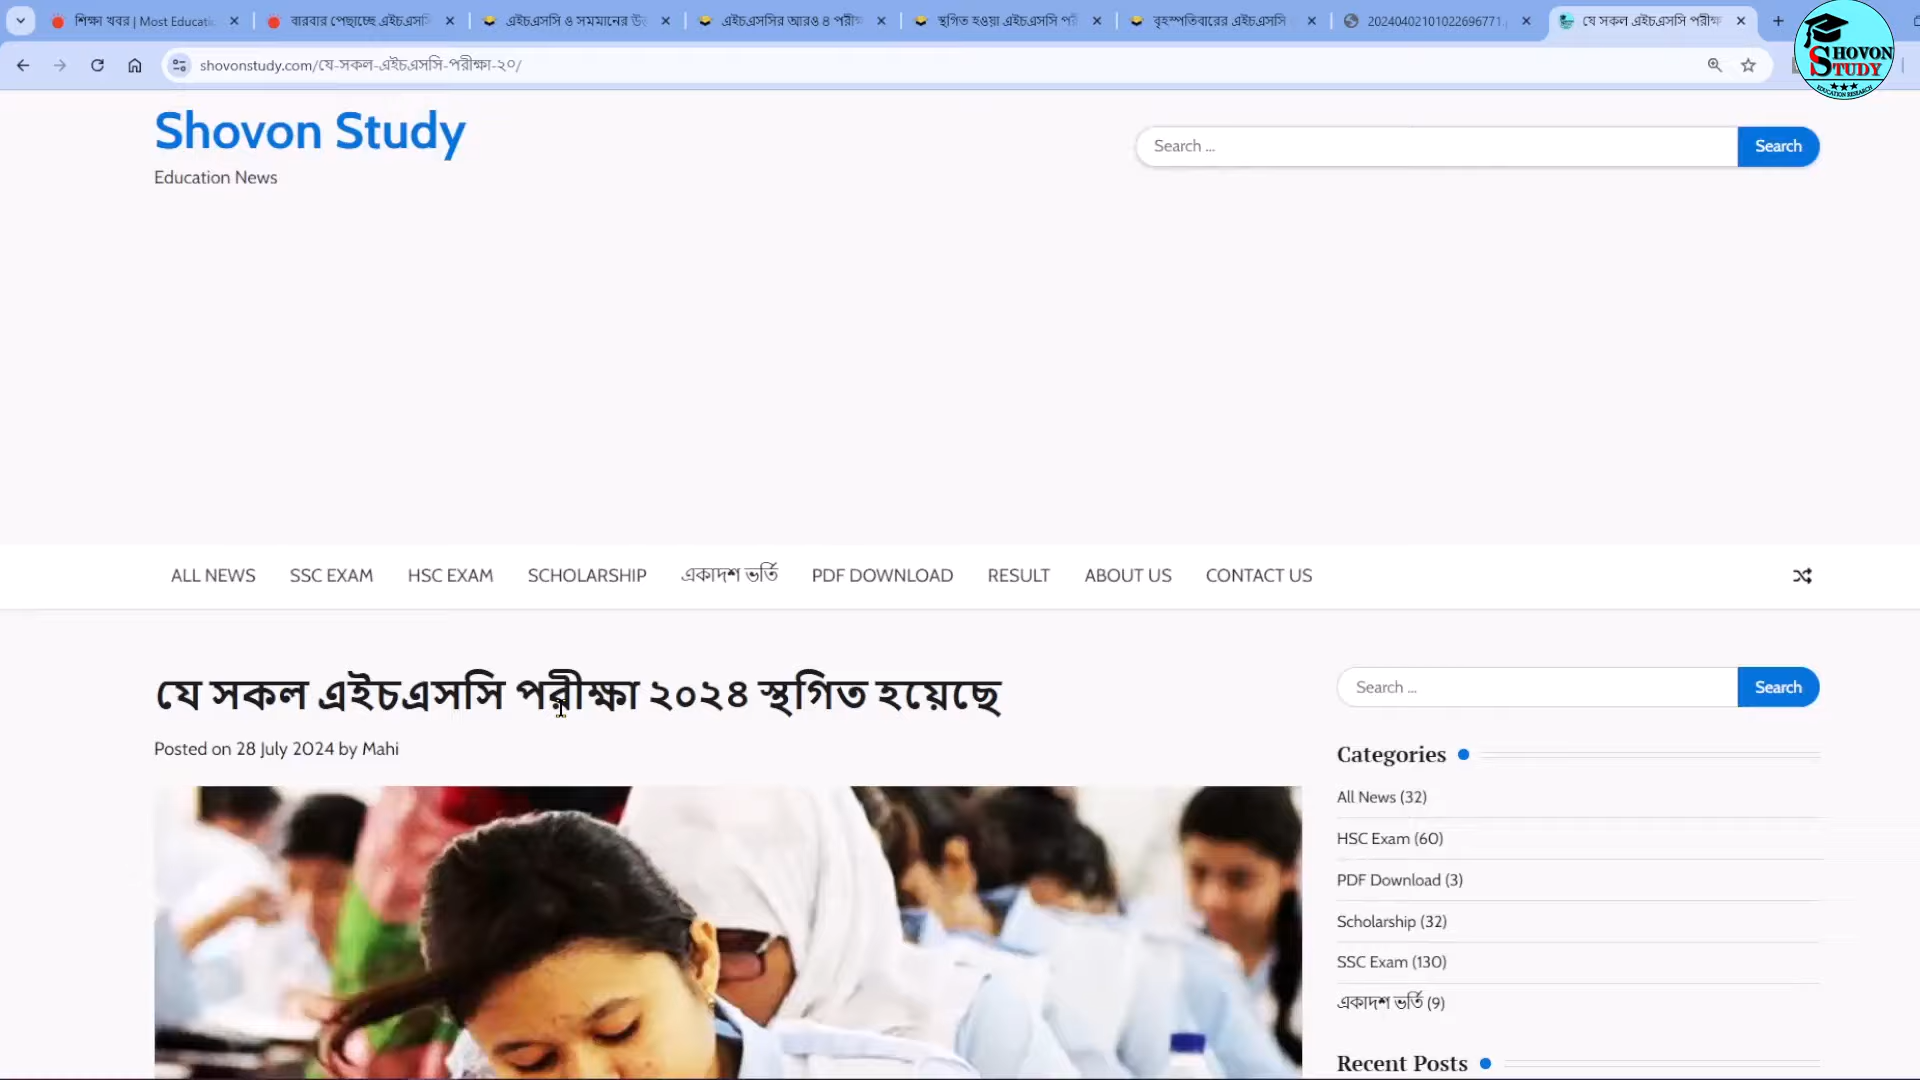 শিক্ষা খবর | Most Educati
বারবার পেছাচ্ছে এইচএসসি
এইচএসসি ও সমমানের উ
এইচএসসির আরও ৪ পরীক্ষ
স্থগিত হওয়া এইচএসসি পরী
বৃহস্পতিবারের এইচএসসি
20240402101022696771.
যে সকল এইচএসসি পরীক্ষ
shovonstudy.com/যে-সকল-এইচএসসি-পরীক্ষা-২০/
SHOVON
STUDY
EDUCATION RESEARCH
Shovon Study
Education News
Search ...
Search
ALL NEWS
SSC EXAM
HSC EXAM
SCHOLARSHIP
একাদশ ভর্তি
PDF DOWNLOAD
RESULT
ABOUT US
CONTACT US
যে সকল এইচএসসি পরীক্ষা ২০২৪ স্থগিত হয়েছে
Posted on 28 July 2024 by Mahi
Search ...
Search
Categories
All News (32)
HSC Exam (60)
PDF Download (3)
Scholarship (32)
SSC Exam (130)
একাদশ ভর্তি (9)
Recent Posts